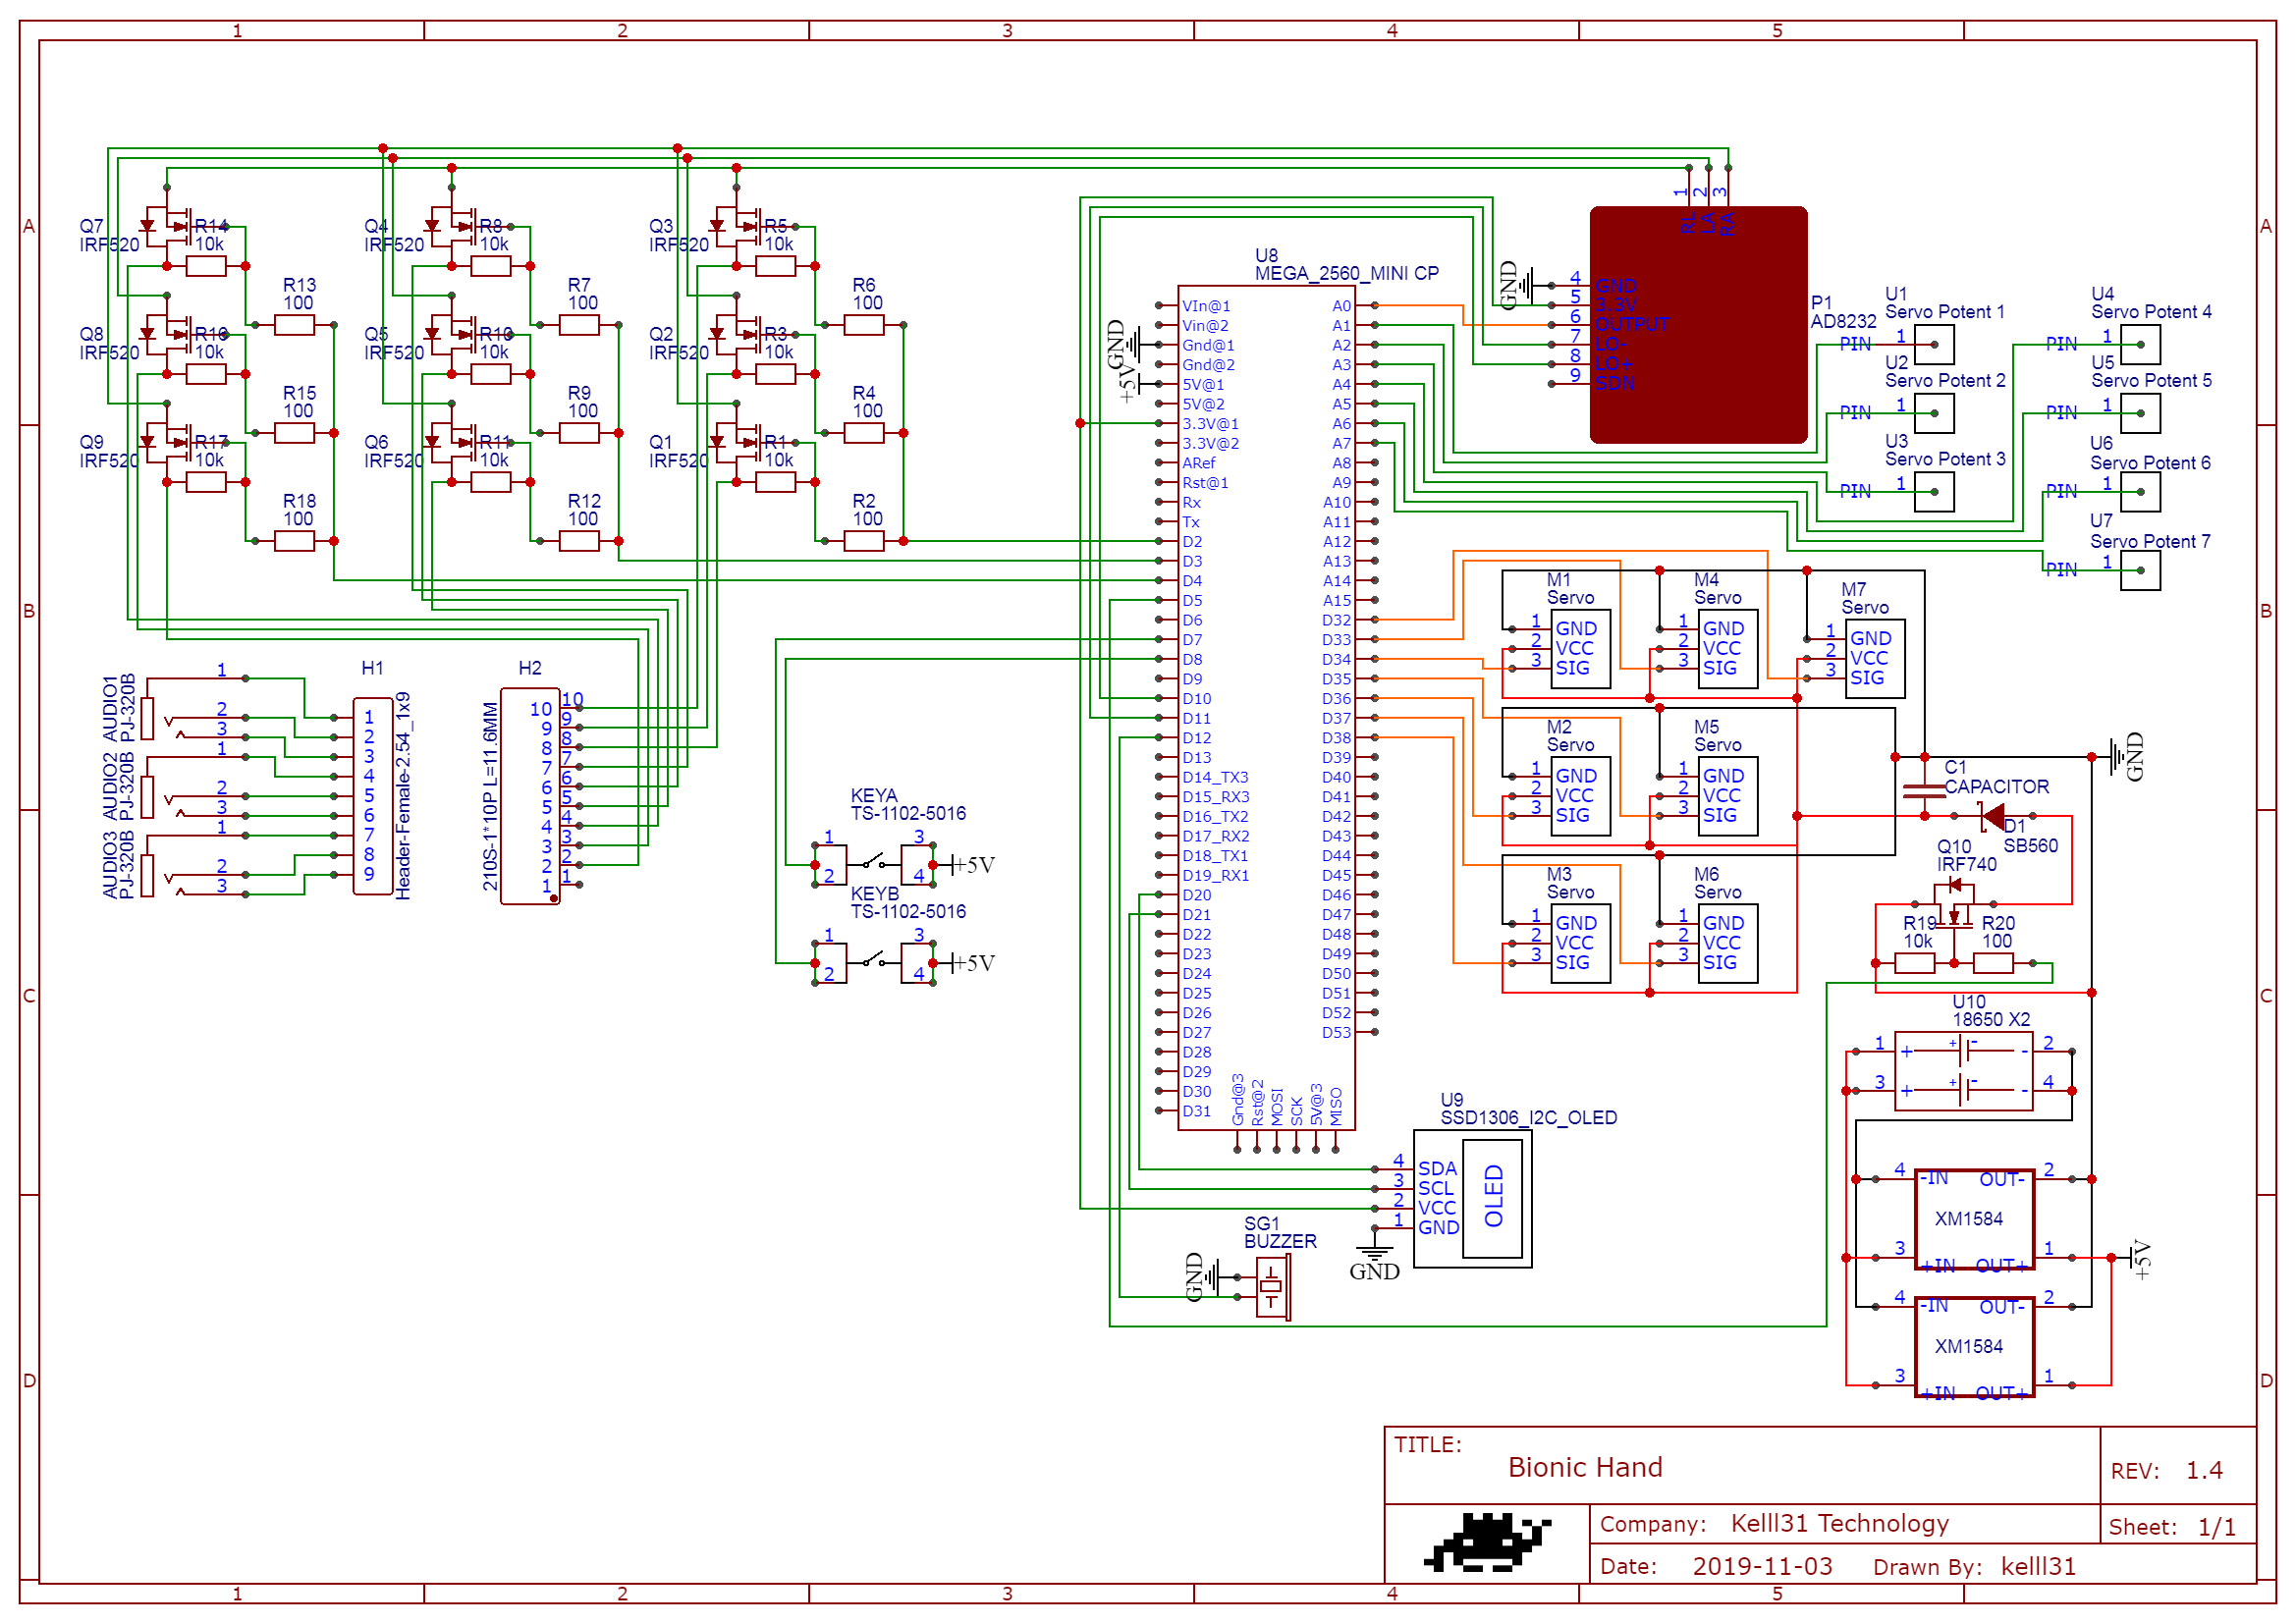 1 2 3 4 5
A
B
C
D
A
B
C
D
1 2 3 4 5
Q7
IRF520
R14
10k
R13
100
Q8
IRF520
R16
10k
R15
100
Q9
IRF520
R17
10k
R18
100
Q4
IRF520
R8
10k
R7
100
Q5
IRF520
R10
10k
R9
100
Q6
IRF520
R11
10k
R12
100
Q3
IRF520
R5
10k
R6
100
Q2
IRF520
R3
10k
R4
100
Q1
IRF520
R1
10k
R2
100
AUDIO1
PJ-320B
1
2
3
AUDIO2
PJ-320B
1
2
3
AUDIO3
PJ-320B
1
2
3
H1
Header-Female-2.54_1x9
1
2
3
4
5
6
7
8
9
H2
210S-1*10P L=11.6MM
10 10
9 9
8 8
7 7
6 6
5 5
4 4
3 3
2 2
1 1
KEYA
TS-1102-5016
1 3
2 4
+5V
KEYB
TS-1102-5016
1 3
2 4
+5V
U8
MEGA_2560_MINI CP
GND
+5V
VIn@1
Vin@2
Gnd@1
Gnd@2
5V@1
5V@2
3.3V@1
3.3V@2
ARef
Rst@1
Rx
Tx
D2
D3
D4
D5
D6
D7
D8
D9
D10
D11
D12
D13
D14_TX3
D15_RX3
D16_TX2
D17_RX2
D18_TX1
D19_RX1
D20
D21
D22
D23
D24
D25
D26
D27
D28
D29
D30
D31
A0
A1
A2
A3
A4
A5
A6
A7
A8
A9
A10
A11
A12
A13
A14
A15
D32
D33
D34
D35
D36
D37
D38
D39
D40
D41
D42
D43
D44
D45
D46
D47
D48
D49
D50
D51
D52
D53
Gnd@3
Rst@2
MOSI
SCK
5V@3
MISO
P1
AD8232
1 RL
2 LA
3 RA
GND
4 GND
5 3.3V
6 OUTPUT
7 LO-
8 LO+
9 SDN
U1
Servo Potent 1
PIN 1
U2
Servo Potent 2
PIN 1
U3
Servo Potent 3
PIN 1
U4
Servo Potent 4
PIN 1
U5
Servo Potent 5
PIN 1
U6
Servo Potent 6
PIN 1
U7
Servo Potent 7
PIN 1
M1
Servo
1 GND
2 VCC
3 SIG
M4
Servo
1 GND
2 VCC
3 SIG
M7
Servo
1 GND
2 VCC
3 SIG
M2
Servo
1 GND
2 VCC
3 SIG
M5
Servo
1 GND
2 VCC
3 SIG
M3
Servo
1 GND
2 VCC
3 SIG
M6
Servo
1 GND
2 VCC
3 SIG
GND
C1
CAPACITOR
D1
SB560
Q10
IRF740
R19
10k
R20
100
U10
18650 X2
1 + + - - 2
3 + + - - 4
4 -IN OUT- 2
XM1584
3 +IN OUT+ 1
+5V
4 -IN OUT- 2
XM1584
3 +IN OUT+ 1
U9
SSD1306_I2C_OLED
4 SDA
3 SCL
2 VCC
1 GND
OLED
GND
SG1
BUZZER
GND
TITLE:
Bionic Hand
REV: 1.4
Company: Kelll31 Technology
Sheet: 1/1
Date: 2019-11-03 Drawn By: kelll31